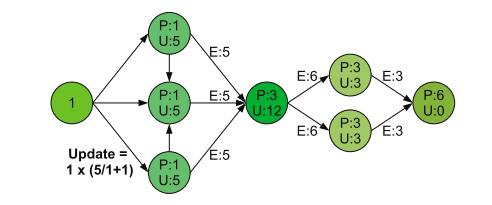 P:1
U:5
E:5
1
P:1
U:5
E:5
P:3
U:12
E:6
P:3
U:3
E:3
P:6
U:0
E:6
P:3
U:3
E:3
Update =
1 x (5/1+1)
P:1
U:5
E:5